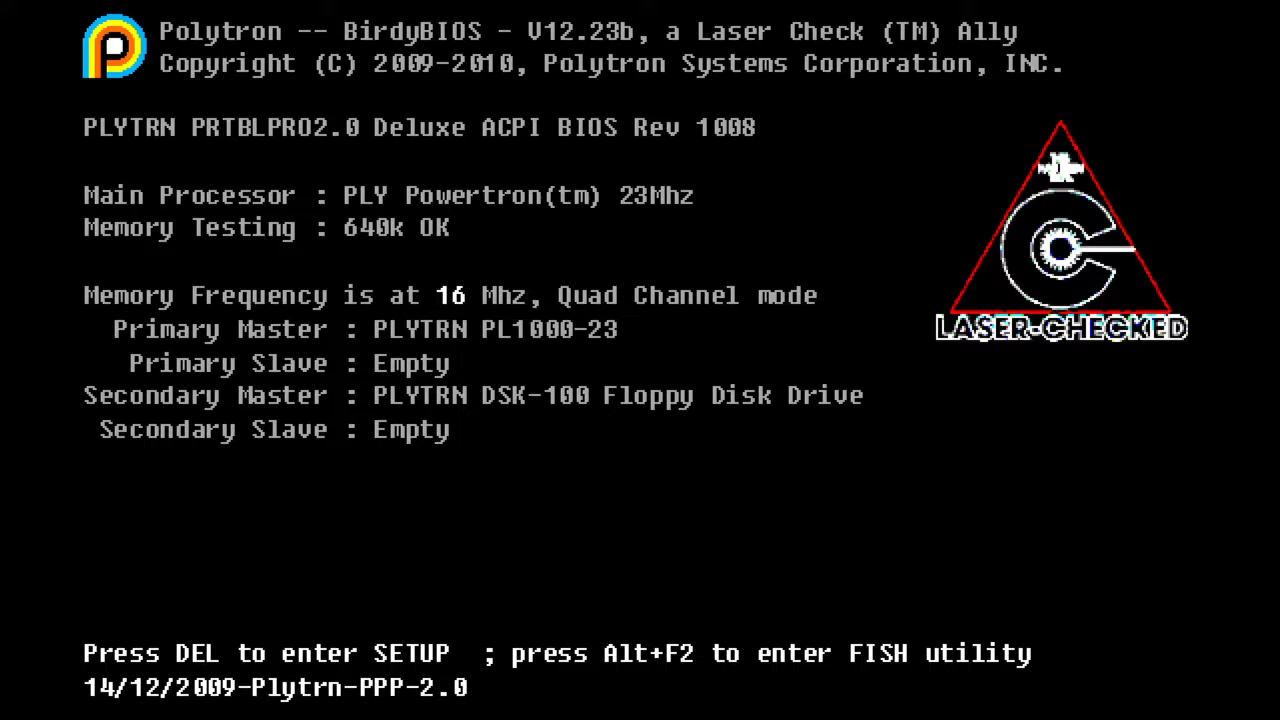 Polytron -- BirdyBIOS - V12.23b, a Laser Check (TM) Ally
Copyright (C) 2009-2010, Polytron Systems Corporation, INC.
PLYTRN PRTBLPRO2.0 Deluxe ACPI BIOS Rev 1008
Main Processor : PLY Powertron(tm) 23Mhz
Memory Testing : 640k OK
Memory Frequency is at 16 Mhz, Quad Channel mode
Primary Master : PLYTRN PL1000-23
Primary Slave : Empty
Secondary Master : PLYTRN DSK-100 Floppy Disk Drive
Secondary Slave : Empty
LASER-CHECKED
Press DEL to enter SETUP ; press Alt+F2 to enter FISH utility
14/12/2009-Plytrn-PPP-2.0